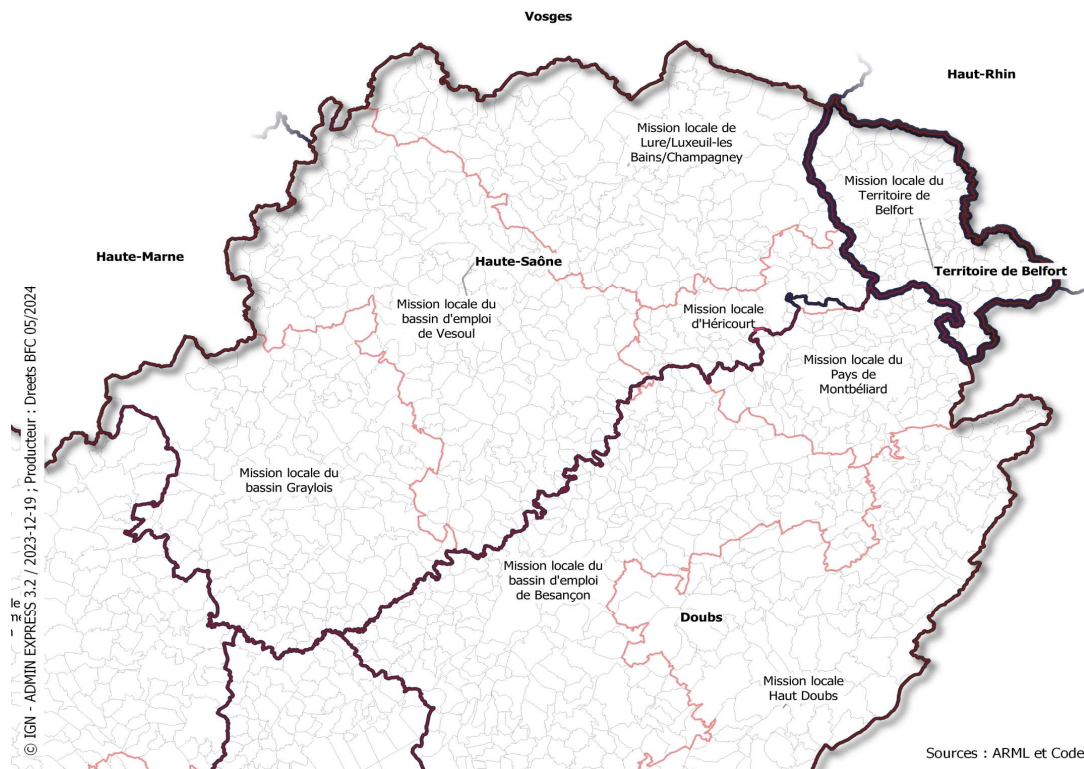 Vosges
Haut-Rhin
Mission locale de
Lure/Luxeuil-les
Bains/Champagney
Mission locale du
Territoire de
Belfort
Haute-Marne
Haute-Saône
Territoire de Belfort
Mission locale du
bassin d'emploi
de Vesoul
Mission locale
d'Héricourt
Mission locale du
Pays de
Montbéliard
Mission locale du
bassin Graylois
Mission locale du
bassin d'emploi
de Besançon
Doubs
Mission locale
Haut Doubs
© IGN - ADMIN EXPRESS 3.2 / 2023-12-19 ; Producteur : Dreets BFC 05/2024
Sources : ARML et Code